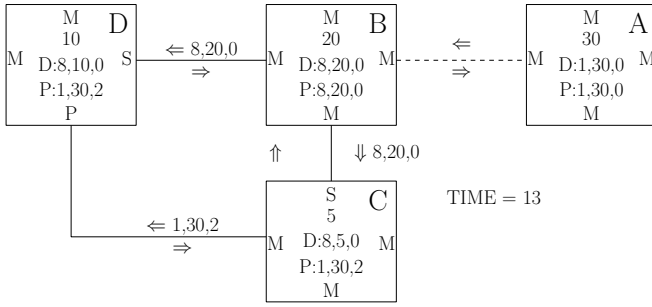 M D
10
M D:8,10,0 S
P:1,30,2
P
⇐ 8,20,0
⇒
M B
20
M D:8,20,0 M
P:8,20,0
M
⇐
⇒
M A
30
M D:1,30,0 M
P:1,30,0
M
⇑ ⇓ 8,20,0
S C
5
M D:8,5,0 M
P:1,30,2
M
⇐ 1,30,2
⇒
TIME = 13